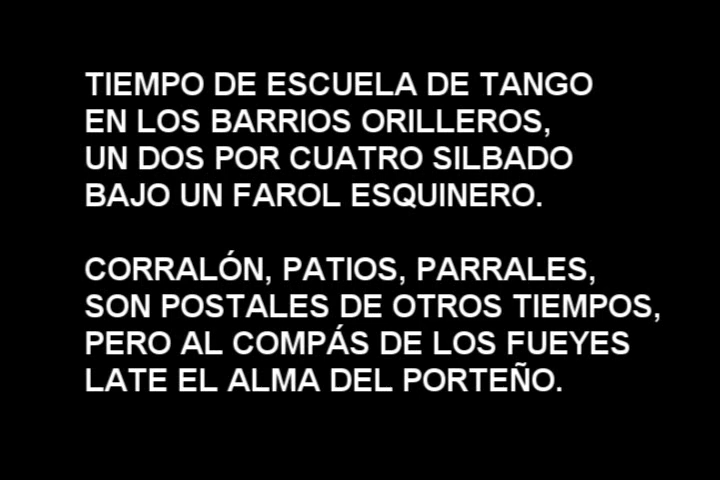 TIEMPO DE ESCUELA DE TANGO
EN LOS BARRIOS ORILLEROS,
UN DOS POR CUATRO SILBADO
BAJO UN FAROL ESQUINERO.
CORRALÓN, PATIOS, PARRALES,
SON POSTALES DE OTROS TIEMPOS,
PERO AL COMPÁS DE LOS FUEYES
LATE EL ALMA DEL PORTEÑO.